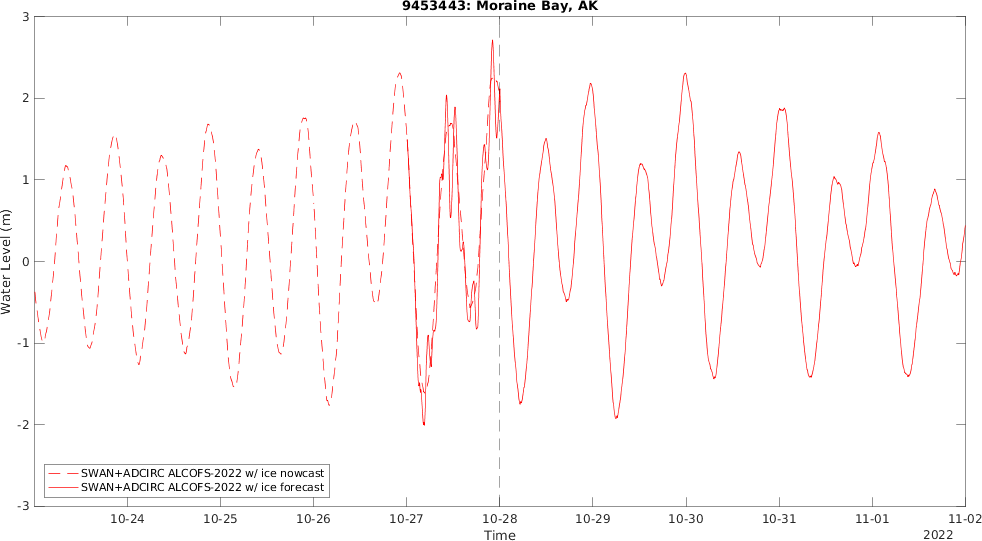 9453443: Moraine Bay, AK
3
2
1
0
-1
-2
-3
Water Level (m)
SWAN+ADCIRC ALCOFS-2022 w/ ice nowcast
SWAN+ADCIRC ALCOFS-2022 w/ ice forecast
10-24 10-25 10-26 10-27 10-28 10-29 10-30 10-31 11-01 11-02
Time
2022